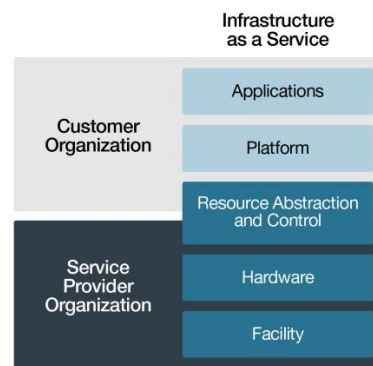 Infrastructure
as a Service
Customer
Organization
Applications
Platform
Resource Abstraction
and Control
Service
Provider
Organization
Hardware
Facility